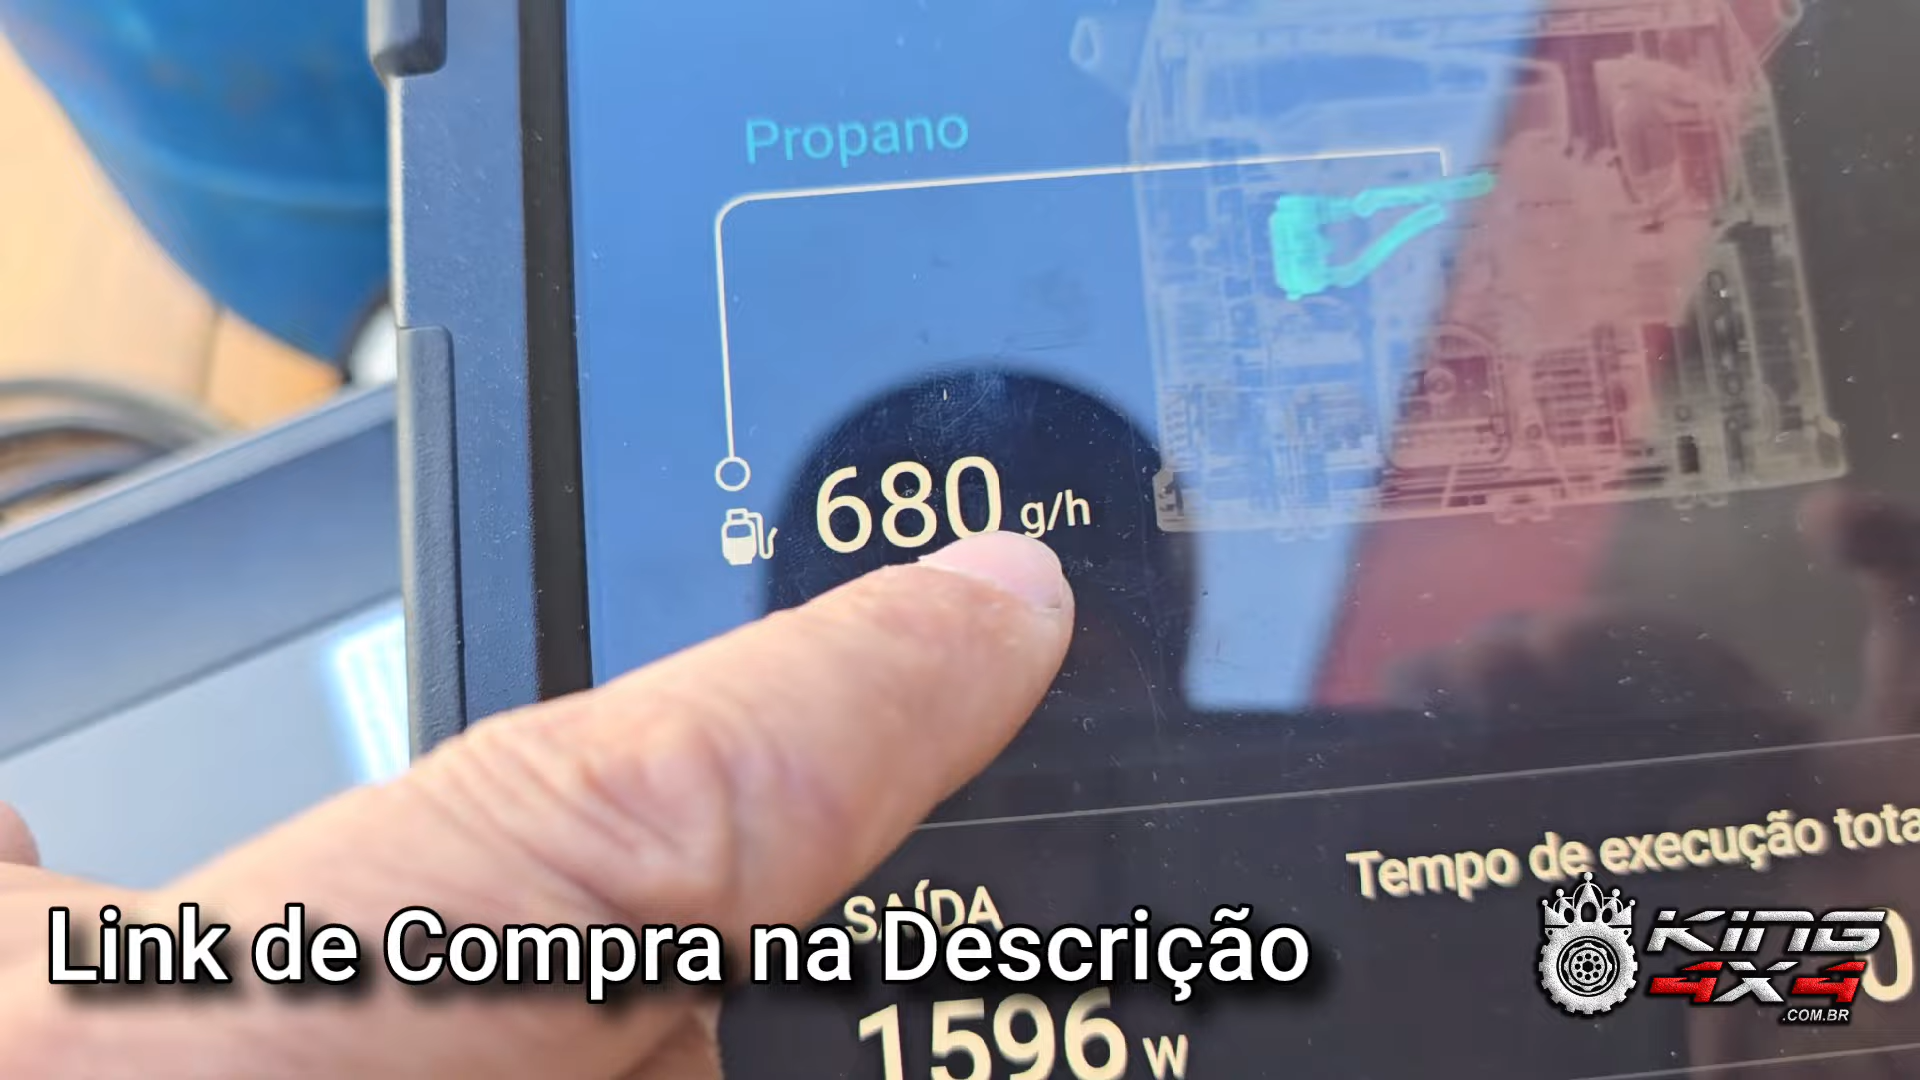 Propano
680 g/h
Tempo de execução tota
SAÍDA
Link de Compra na Descrição
1596 W
KING
4X4
.COM.BR